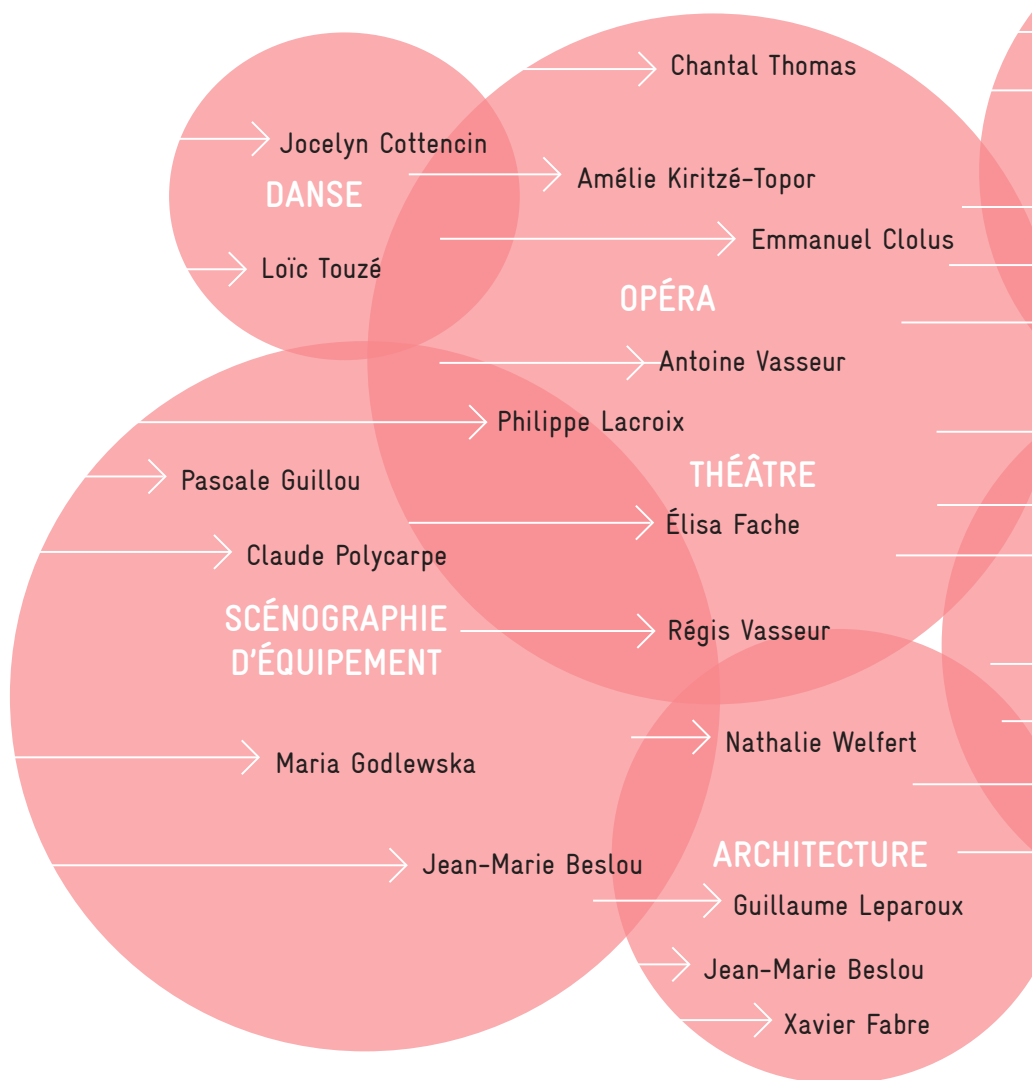 Chantal Thomas
Jocelyn Cottencin
Amélie Kiritzé-Topor
DANSE
Emmanuel Clolus
Loïc Touzé
OPÉRA
Antoine Vasseur
Philippe Lacroix
THÉÂTRE
Pascale Guillou
Élisa Fache
Claude Polycarpe
SCÉNOGRAPHIE
D'ÉQUIPEMENT
Régis Vasseur
Nathalie Welfert
Maria Godlewska
ARCHITECTURE
Jean-Marie Beslou
Guillaume Leparoux
Jean-Marie Beslou
Xavier Fabre